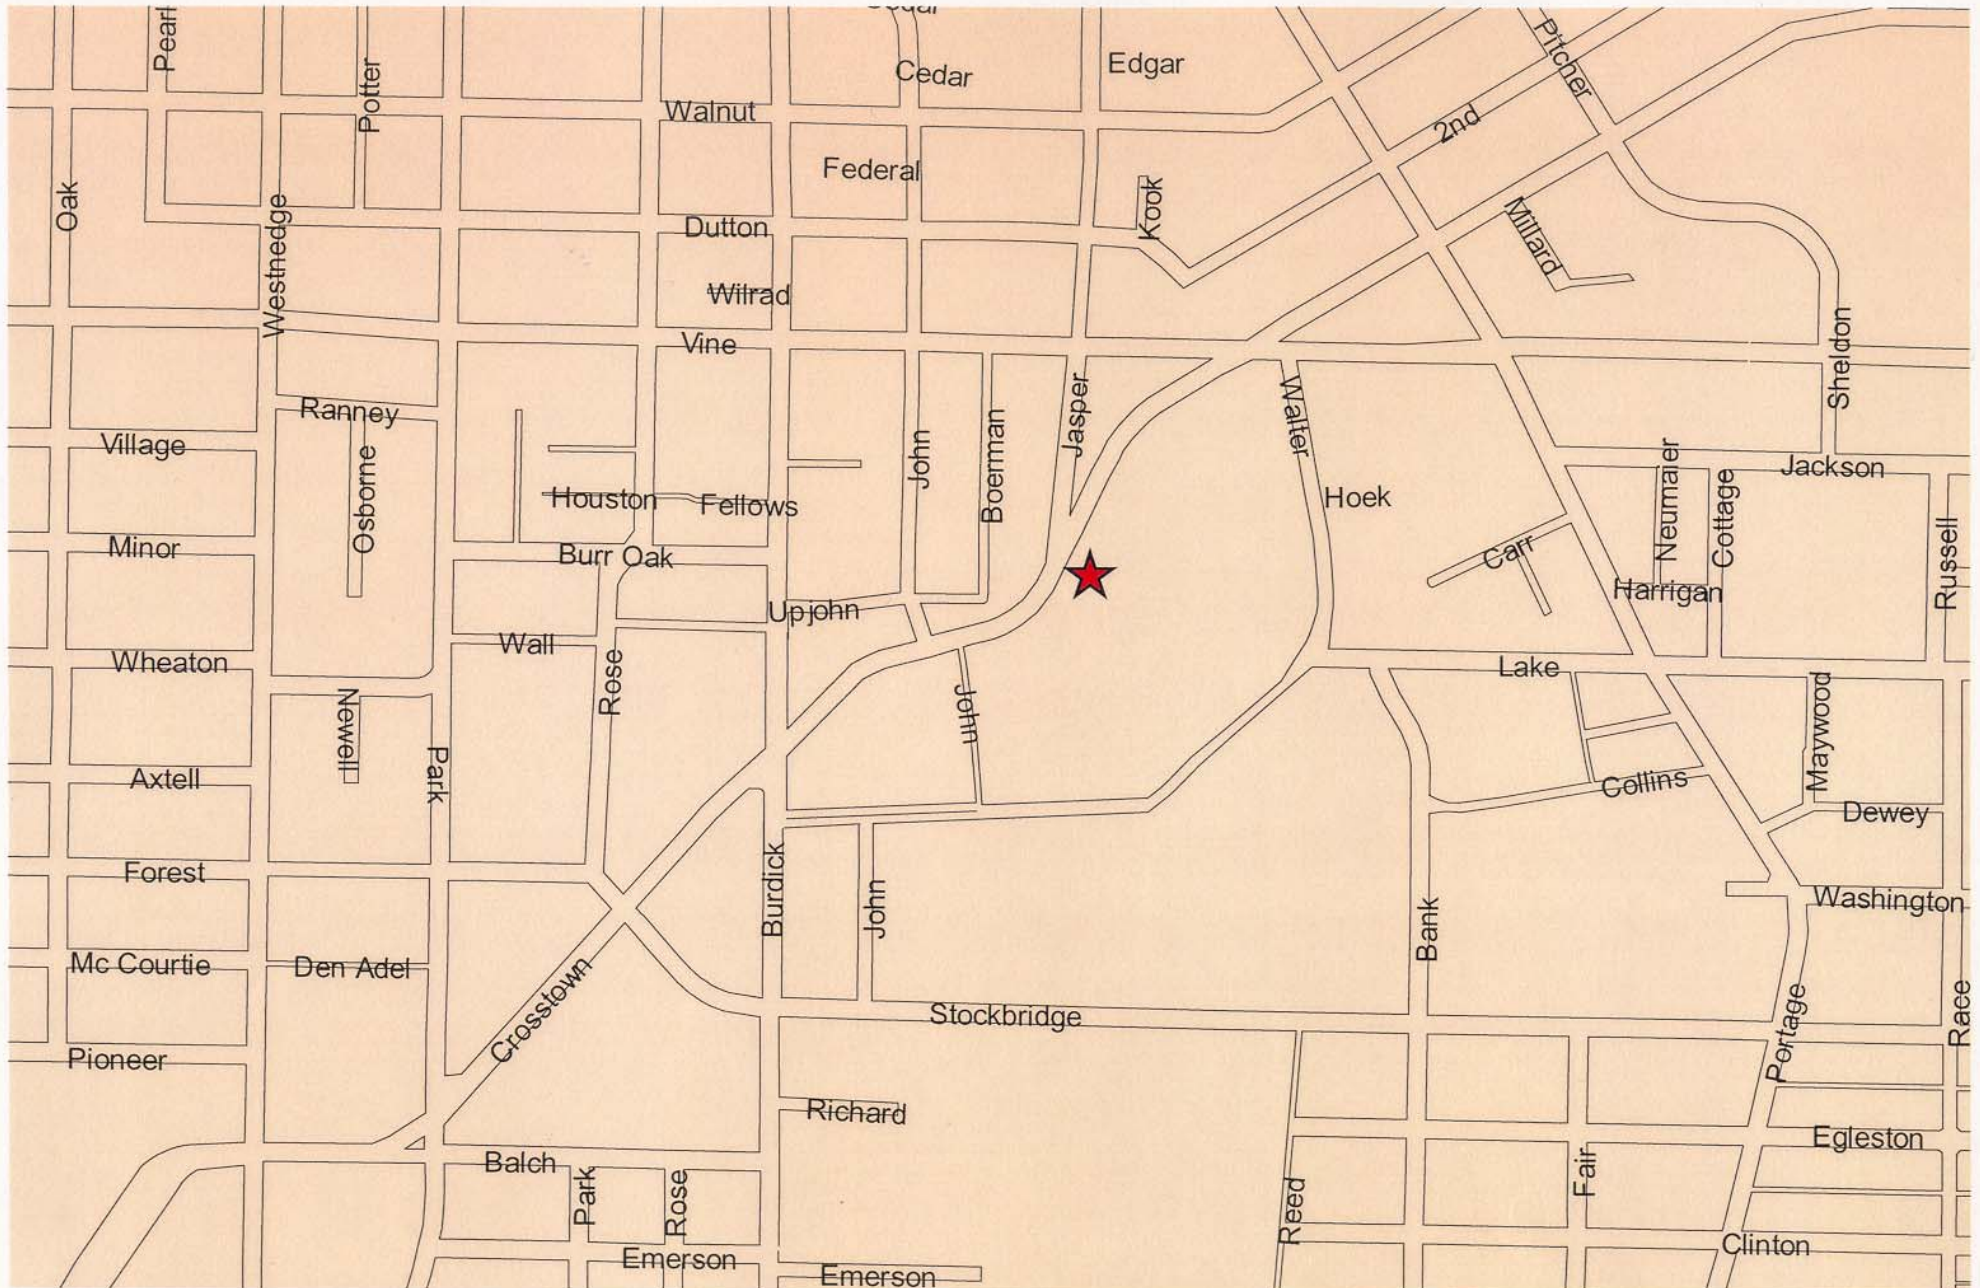 Cedar
Pearl
Potter
Cedar
Edgar
Pitcher
Walnut
2nd
Federal
Oak
Westnedge
Kook
Dutton
Millard
Wilrad
Vine
Sheldon
Ranney
Village
Osborne
John
Boerman
Jasper
Walter
Jackson
Houston
Fellows
Hoek
Neumaier
Cottage
Minor
Burr Oak
Carr
Russell
Harrigan
Upjohn
Wall
Wheaton
Rose
Lake
Newell
John
Maywood
Park
Axtell
Collins
Dewey
Forest
Burdick
John
Bank
Washington
Mc Courtie
Den Adel
Crosstown
Stockbridge
Portage
Race
Pioneer
Richard
Egleston
Balch
Park
Rose
Fair
Reed
Emerson
Clinton
Emerson